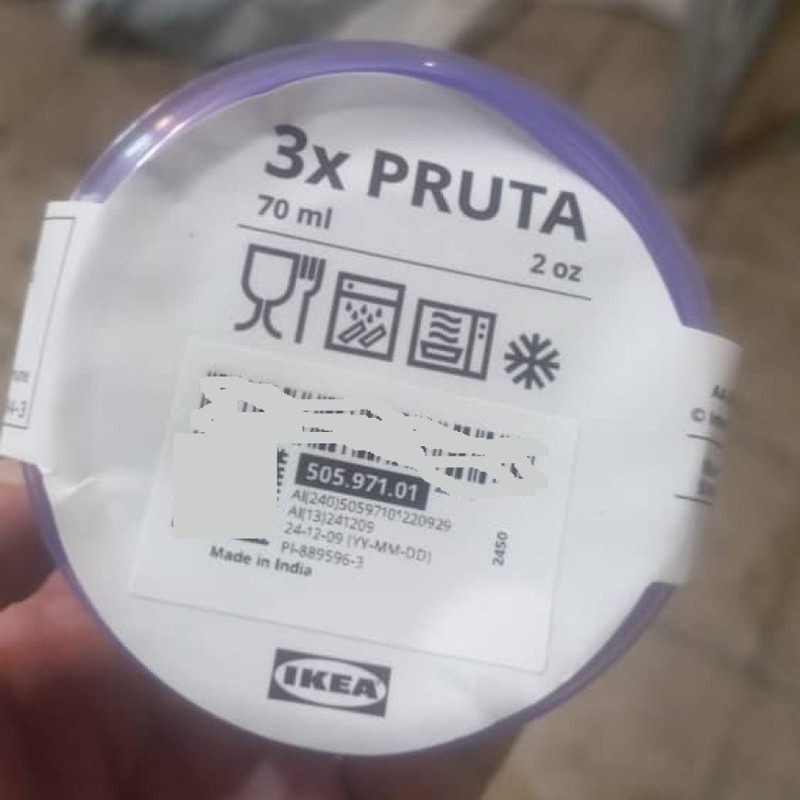 3x PRUTA
70 ml
2 oz
505.971.01
AI(240)50597101220929
AI(13)241209
24-12-09 (YY-MM-DD)
PI-889596-3
Made in India
2450
IKEA